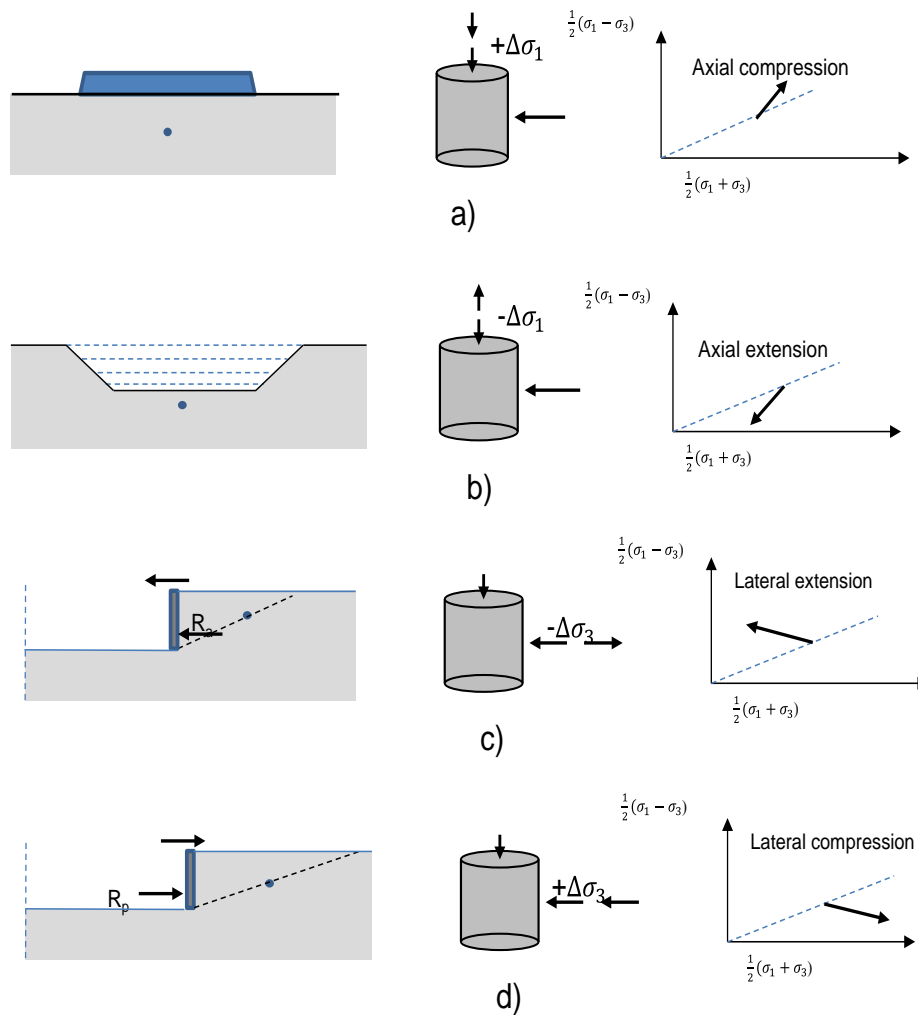 ½(σ₁ − σ₃)
+Δσ₁
Axial compression
½(σ₁ + σ₃)
a)
½(σ₁ − σ₃)
-Δσ₁
Axial extension
½(σ₁ + σ₃)
b)
½(σ₁ − σ₃)
Lateral extension
Rₐ
-Δσ₃
½(σ₁ + σ₃)
c)
½(σ₁ − σ₃)
Lateral compression
+Δσ₃
Rₚ
½(σ₁ + σ₃)
d)